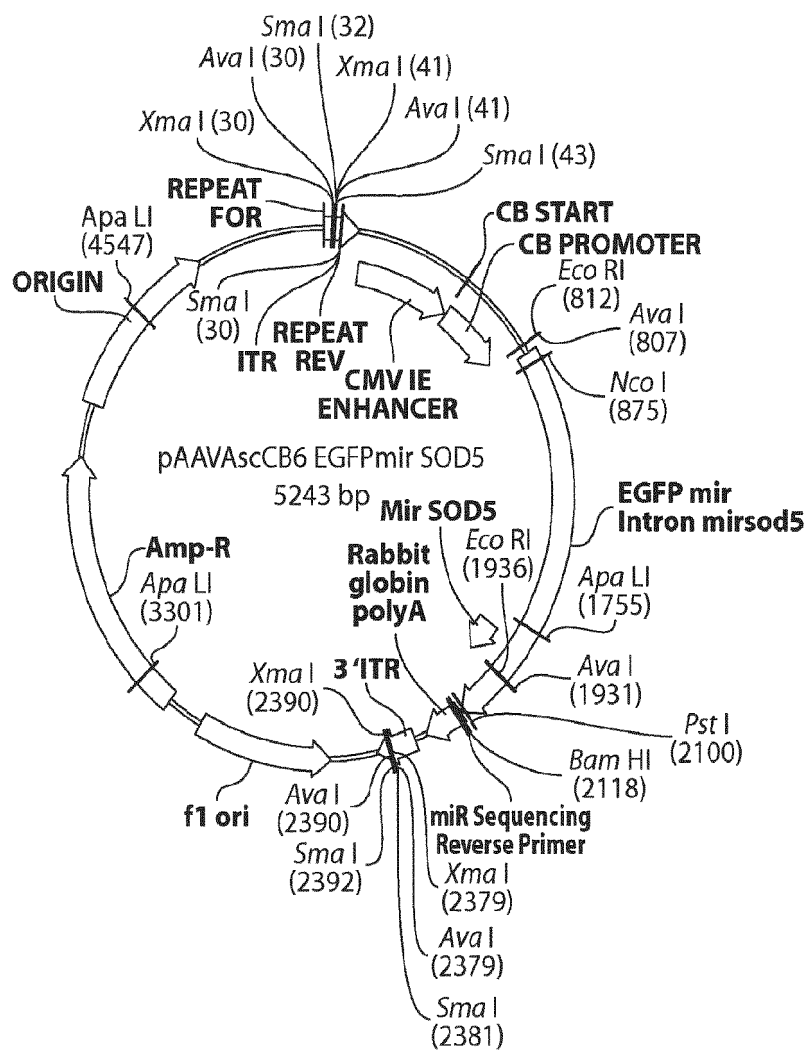 Sma I (32)
Ava I (30)
Xma I (41)
Xma I (30)
Ava I (41)
Sma I (43)
REPEAT
FOR
CB START
CB PROMOTER
Apa LI
(4547)
ORIGIN
Eco RI
(812)
Ava I
(807)
Nco I
(875)
Sma I
(30)
ITR
REPEAT
REV
CMV IE
ENHANCER
pAAVAscCB6 EGFPmir SOD5
5243 bp
EGFP mir
Intron mirsod5
Mir SOD5
Eco RI
(1936)
Rabbit
globin
polyA
Amp-R
Apa LI
(3301)
Apa LI
(1755)
Ava I
(1931)
Xma I
(2390)
3 ‘ITR
Pst I
(2100)
Bam HI
(2118)
f1 ori
Ava I
(2390)
Sma I
(2392)
miR Sequencing
Reverse Primer
Xma I
(2379)
Ava I
(2379)
Sma I
(2381)